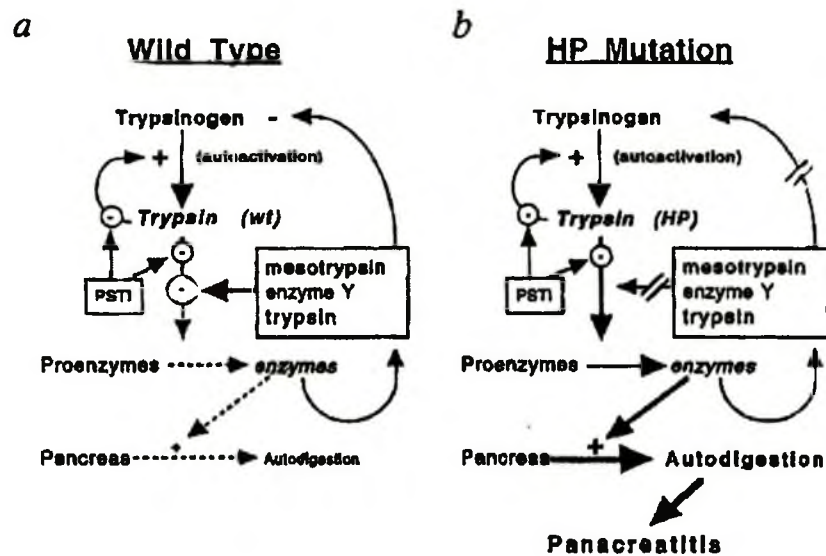 a
Wild Type
Trypsinogen -
+ (autoactivation)
- Trypsin (wt)
-
PSTI
-
mesotrypsin
enzyme Y
trypsin
Proenzymes enzymes
+
Pancreas Autodigestion
b
HP Mutation
Trypsinogen
+ (autoactivation)
- Trypsin (HP)
-
PSTI
mesotrypsin
enzyme Y
trypsin
Proenzymes enzymes
+
Pancreas Autodigestion
Panacreatitis